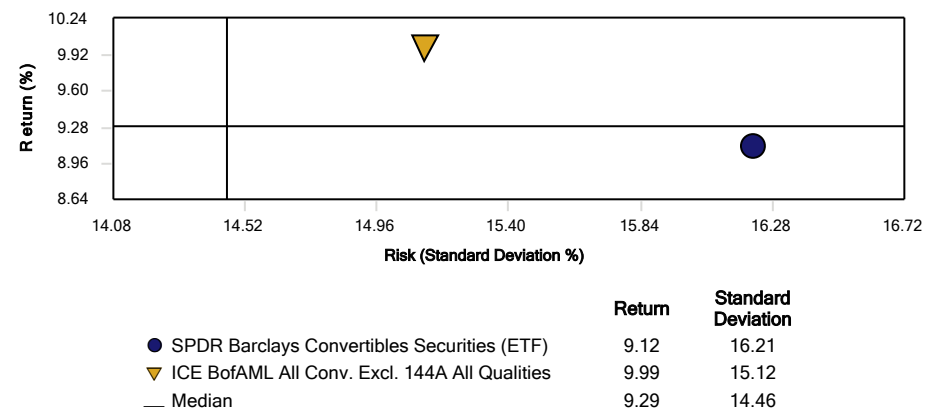 10.24
9.92
9.60
9.28
8.96
8.64
Return (%)
14.08 14.52 14.96 15.40 15.84 16.28 16.72
Risk (Standard Deviation %)
Return Standard Deviation
SPDR Barclays Convertibles Securities (ETF) 9.12 16.21
ICE BofAML All Conv. Excl. 144A All Qualities 9.99 15.12
Median 9.29 14.46